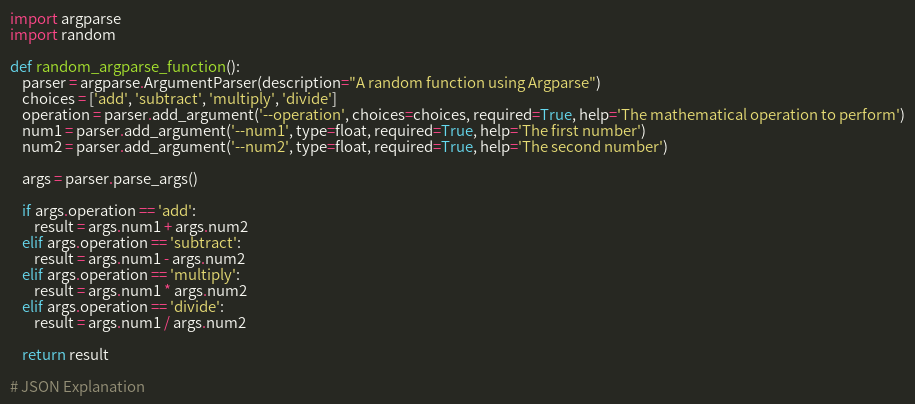 import argparse
import random

def random_argparse_function():
    parser = argparse.ArgumentParser(description="A random function using Argparse")
    choices = ['add', 'subtract', 'multiply', 'divide']
    operation = parser.add_argument('--operation', choices=choices, required=True, help='The mathematical operation to perform')
    num1 = parser.add_argument('--num1', type=float, required=True, help='The first number')
    num2 = parser.add_argument('--num2', type=float, required=True, help='The second number')

    args = parser.parse_args()

    if args.operation == 'add':
        result = args.num1 + args.num2
    elif args.operation == 'subtract':
        result = args.num1 - args.num2
    elif args.operation == 'multiply':
        result = args.num1 * args.num2
    elif args.operation == 'divide':
        result = args.num1 / args.num2

    return result

# JSON Explanation